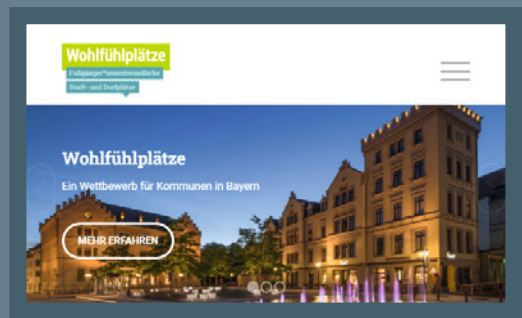 Wohlfühlplätze
Fußgänger*innenfreundliche
Stadt- und Dorfplätze
Wohlfühlplätze
Ein Wettbewerb für Kommunen in Bayern
MEHR ERFAHREN